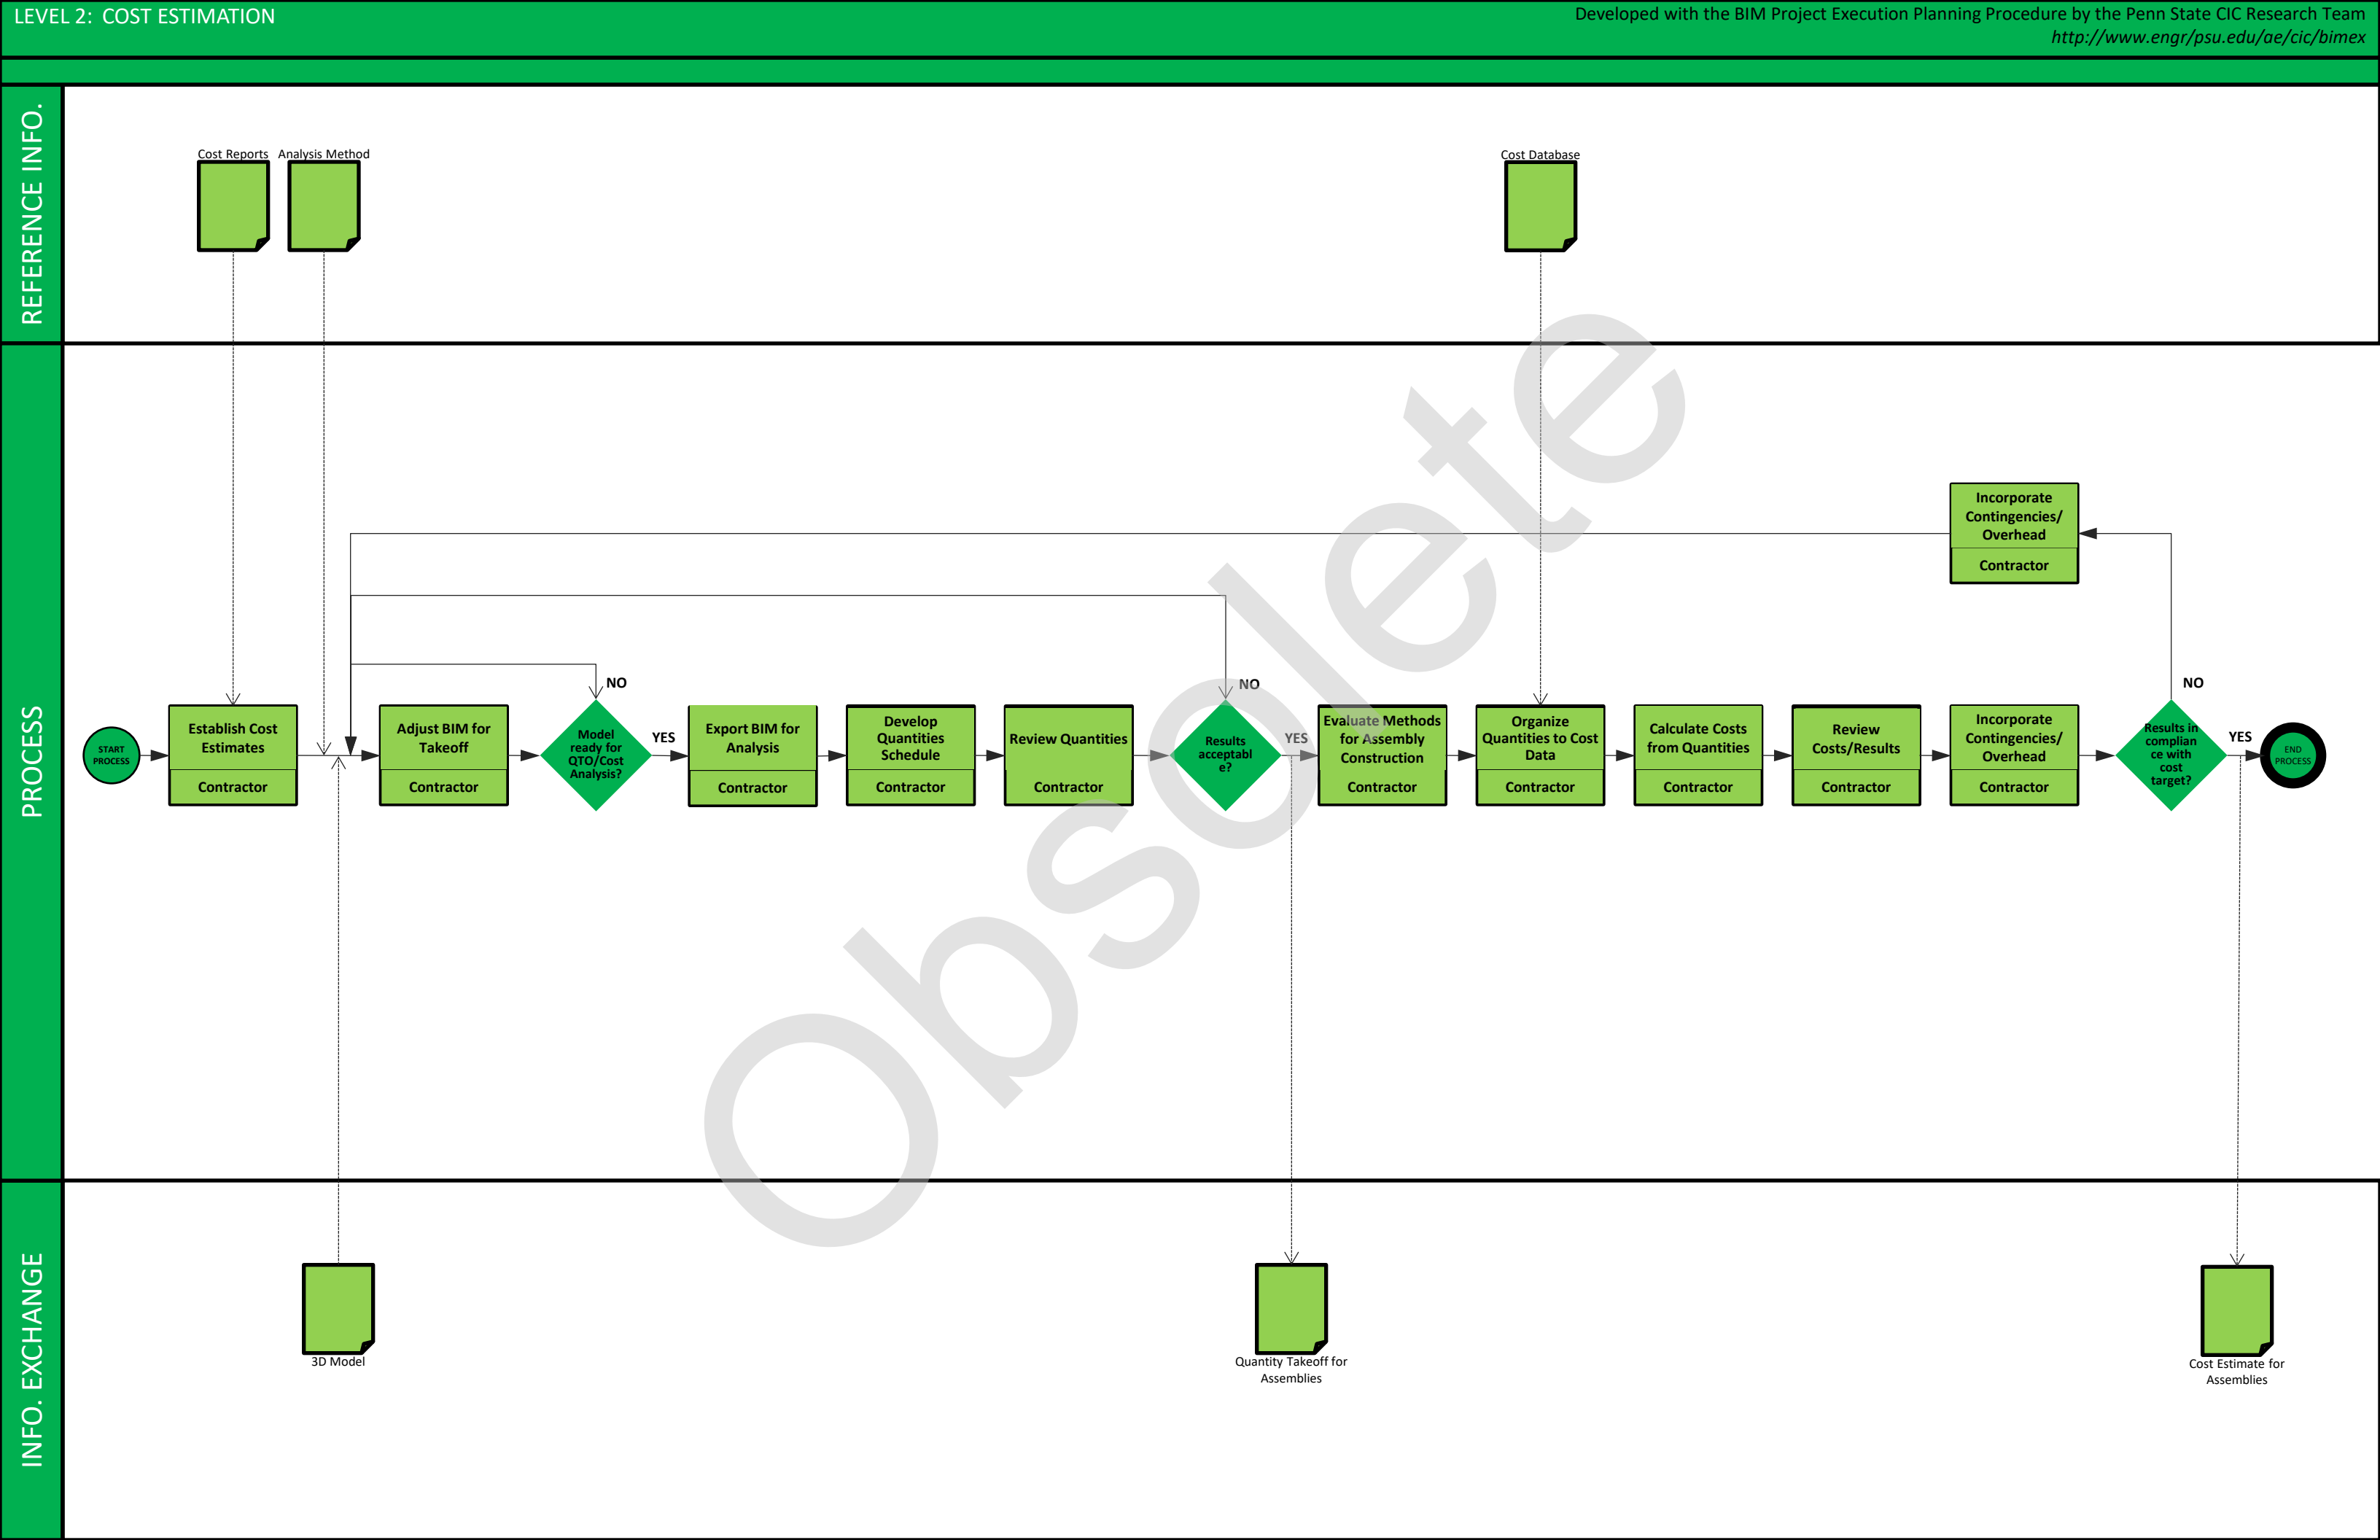 LEVEL 2: COST ESTIMATION
Developed with the BIM Project Execution Planning Procedure by the Penn State CIC Research Team
http://www.engr/psu.edu/ae/cic/bimex
REFERENCE INFO.
Cost Reports
Analysis Method
Cost Database
PROCESS
Incorporate
Contingencies/
Overhead
Contractor
START
PROCESS
Establish Cost
Estimates
Contractor
Adjust BIM for
Takeoff
Contractor
NO
Model
ready for
QTO/Cost
Analysis?
YES
Export BIM for
Analysis
Contractor
Develop
Quantities
Schedule
Contractor
Review Quantities
Contractor
NO
Results
acceptabl
e?
YES
Evaluate Methods
for Assembly
Construction
Contractor
Organize
Quantities to Cost
Data
Contractor
Calculate Costs
from Quantities
Contractor
Review
Costs/Results
Contractor
Incorporate
Contingencies/
Overhead
Contractor
NO
Results in
complian
ce with
cost
target?
YES
END
PROCESS
Obsolete
INFO. EXCHANGE
3D Model
Quantity Takeoff for
Assemblies
Cost Estimate for
Assemblies